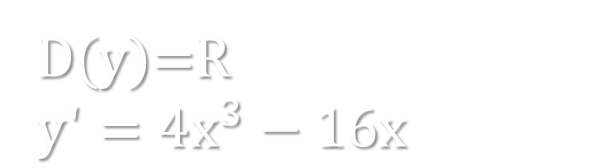 D(y)=R
y' = 4x³ − 16x